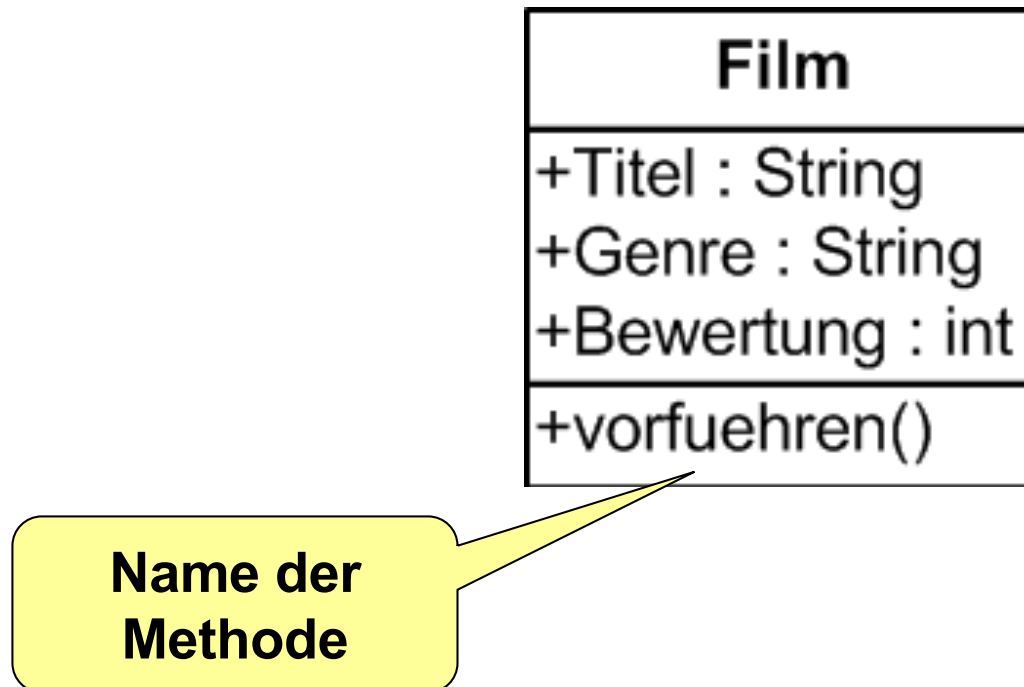 Film
+Titel : String
+Genre : String
+Bewertung : int
+vorfuehren()
Name der
Methode